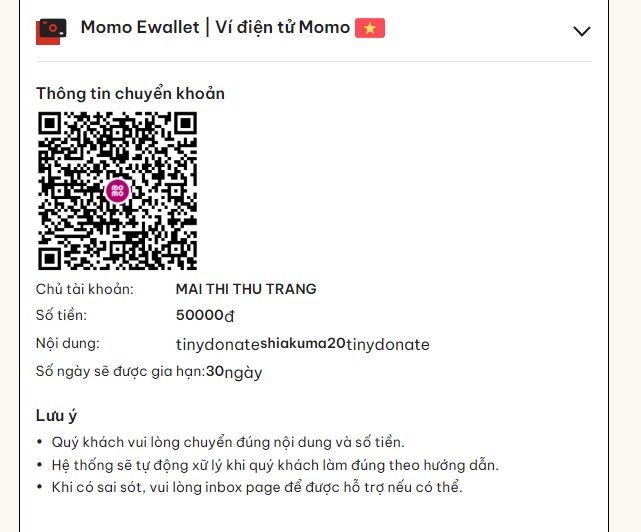 Momo Ewallet | Ví điện tử Momo
Thông tin chuyển khoản
mo
mo
Chủ tài khoản: MAI THI THU TRANG
Số tiền: 50000đ
Nội dung: tinydonateshiakuma20tinydonate
Số ngày sẽ được gia hạn:30ngày
Lưu ý
• Quý khách vui lòng chuyển đúng nội dung và số tiền.
• Hệ thống sẽ tự động xữ lý khi quý khách làm đúng theo hướng dẫn.
• Khi có sai sót, vui lòng inbox page để được hỗ trợ nếu có thể.